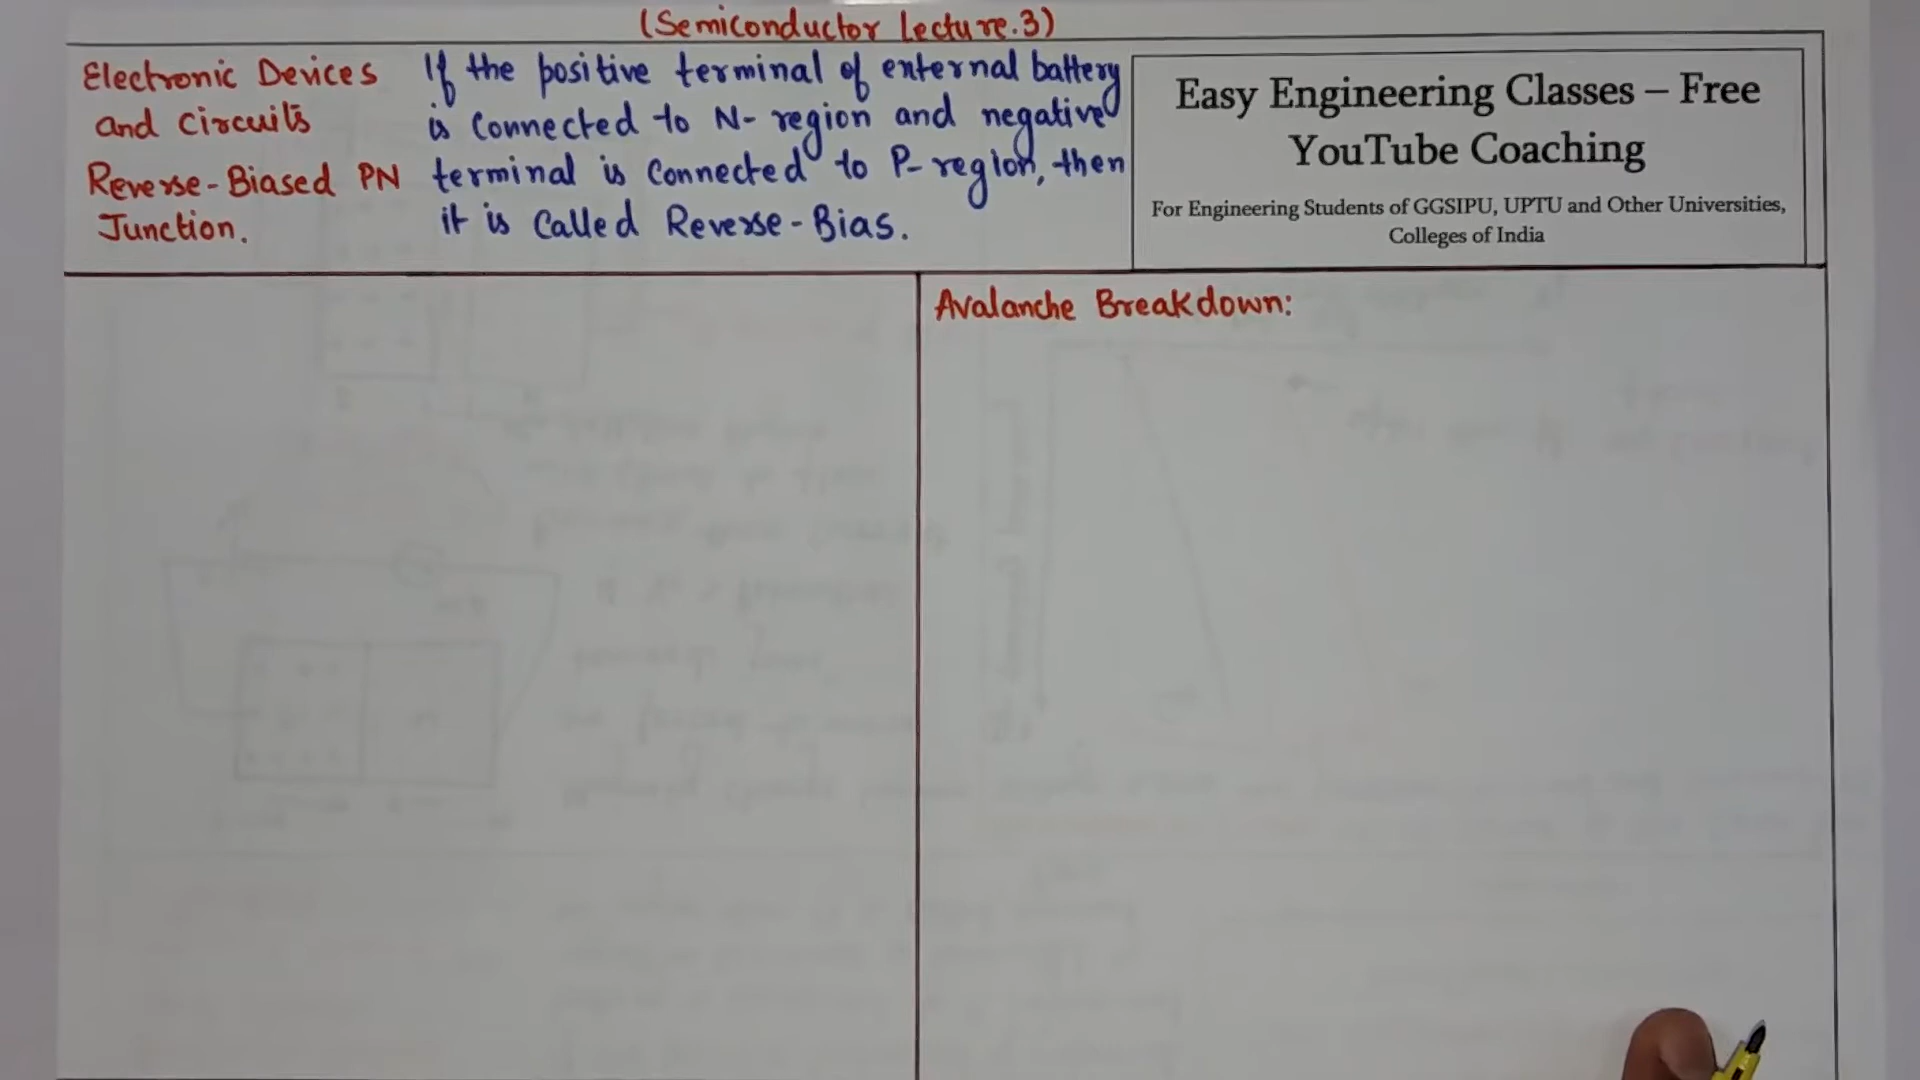 (Semiconductor Lecture.3)
Electronic Devices
and Circuits
Reverse-Biased PN
Junction.
If the positive terminal of external battery
is connected to N-region and negative
terminal is connected to P-region, then
it is called Reverse-Bias.
Easy Engineering Classes – Free
YouTube Coaching
For Engineering Students of GGSIPU, UPTU and Other Universities,
Colleges of India
Avalanche Breakdown: